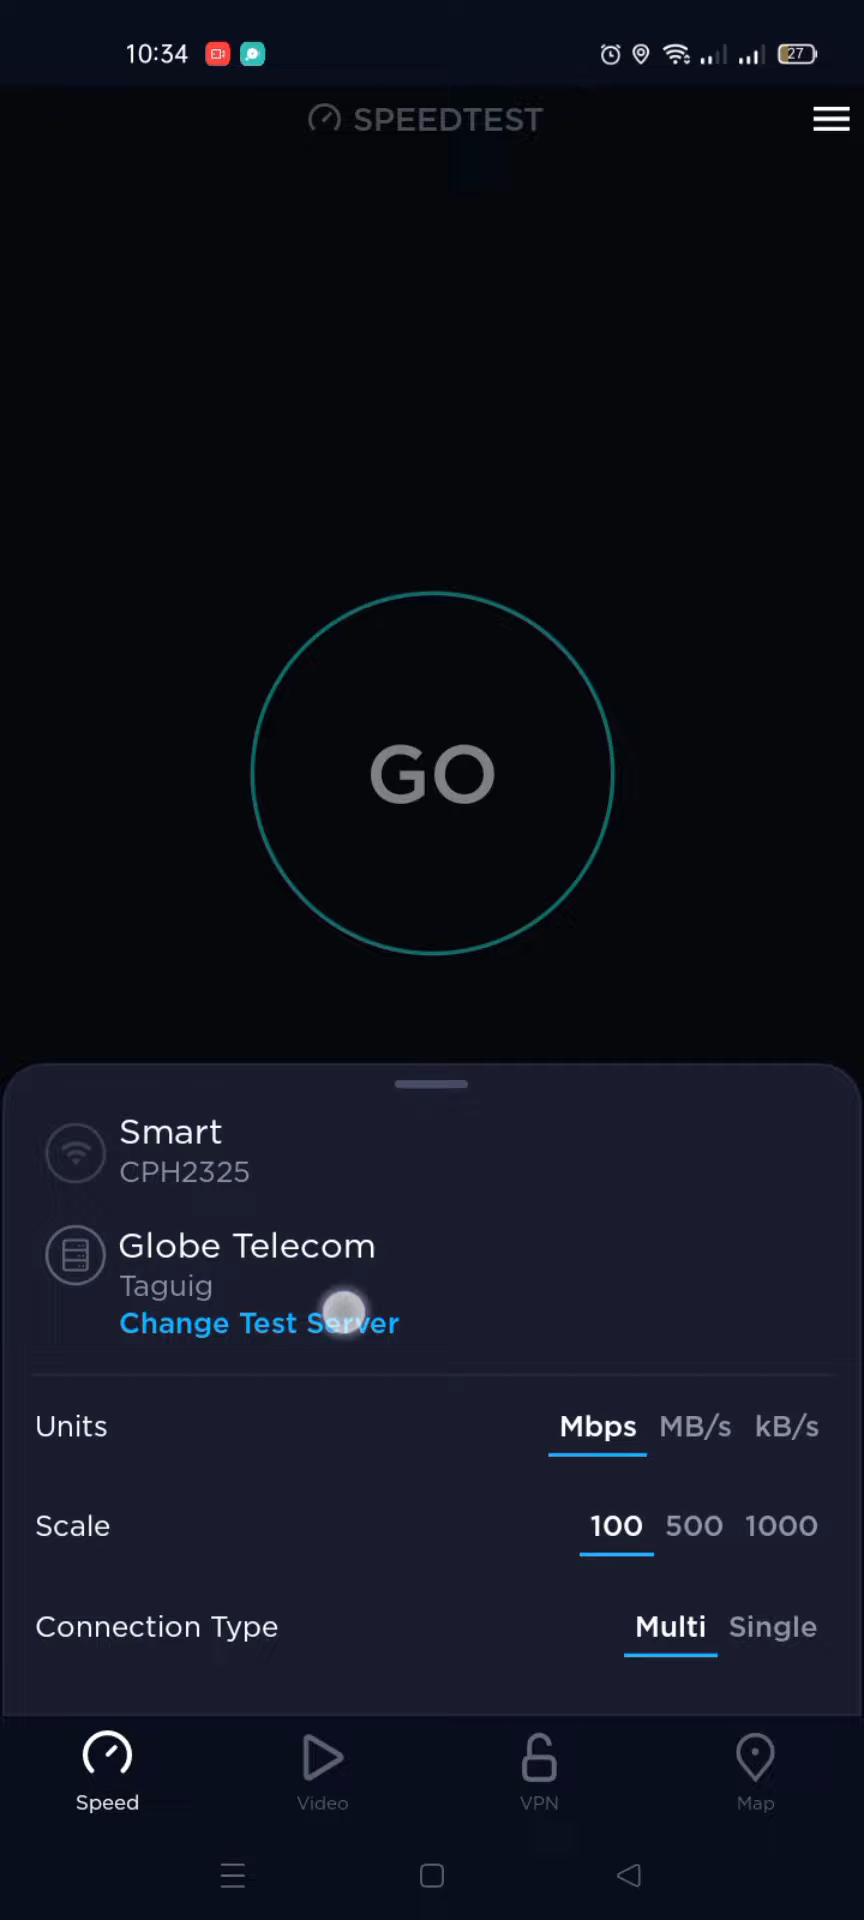 10:34
27
SPEEDTEST
GO
Smart
CPH2325
Globe Telecom
Taguig
Change Test Server
Units Mbps MB/s kB/s
Scale 100 500 1000
Connection Type Multi Single
Speed Video VPN Map